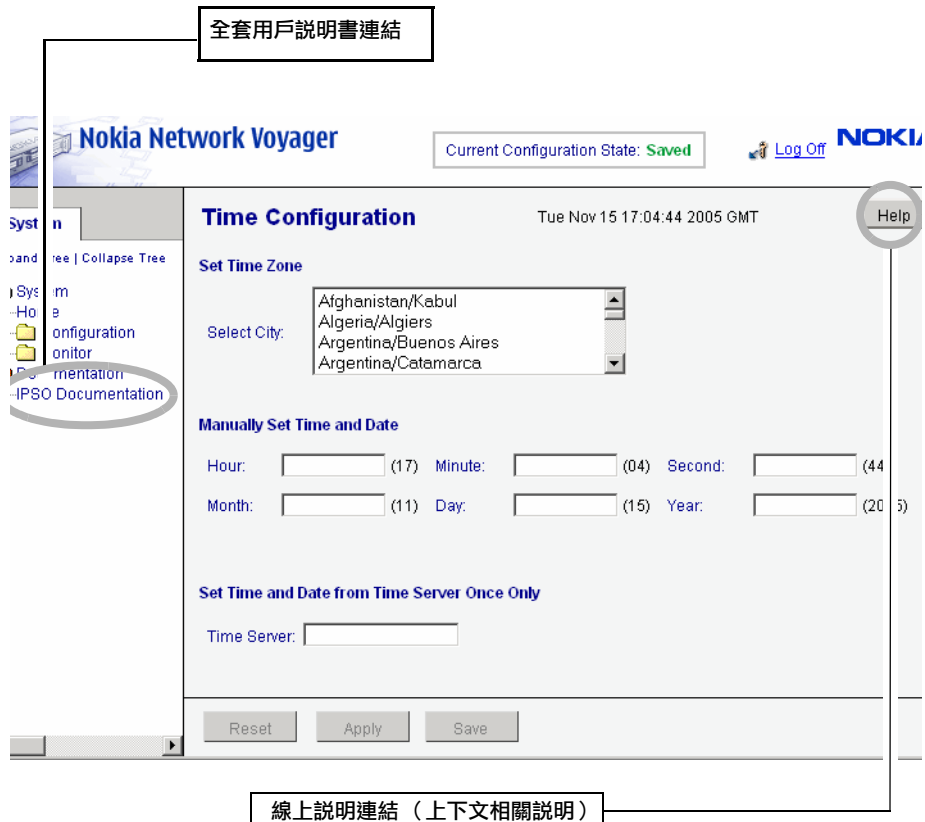 全套用戶説明書連結
Nokia Network Voyager
Current Configuration State: Saved
Log Off
Time Configuration
Tue Nov 15 17:04:44 2005 GMT
Help
Collapse Tree
Set Time Zone
Select City:
Afghanistan/Kabul
Algeria/Algiers
Argentina/Buenos Aires
Argentina/Catamarca
IPSO Documentation
Manually Set Time and Date
Hour: (17) Minute: (04) Second: (44
Month: (11) Day: (15) Year:
Set Time and Date from Time Server Once Only
Time Server:
Reset Apply Save
線上説明連結（上下文相關説明）